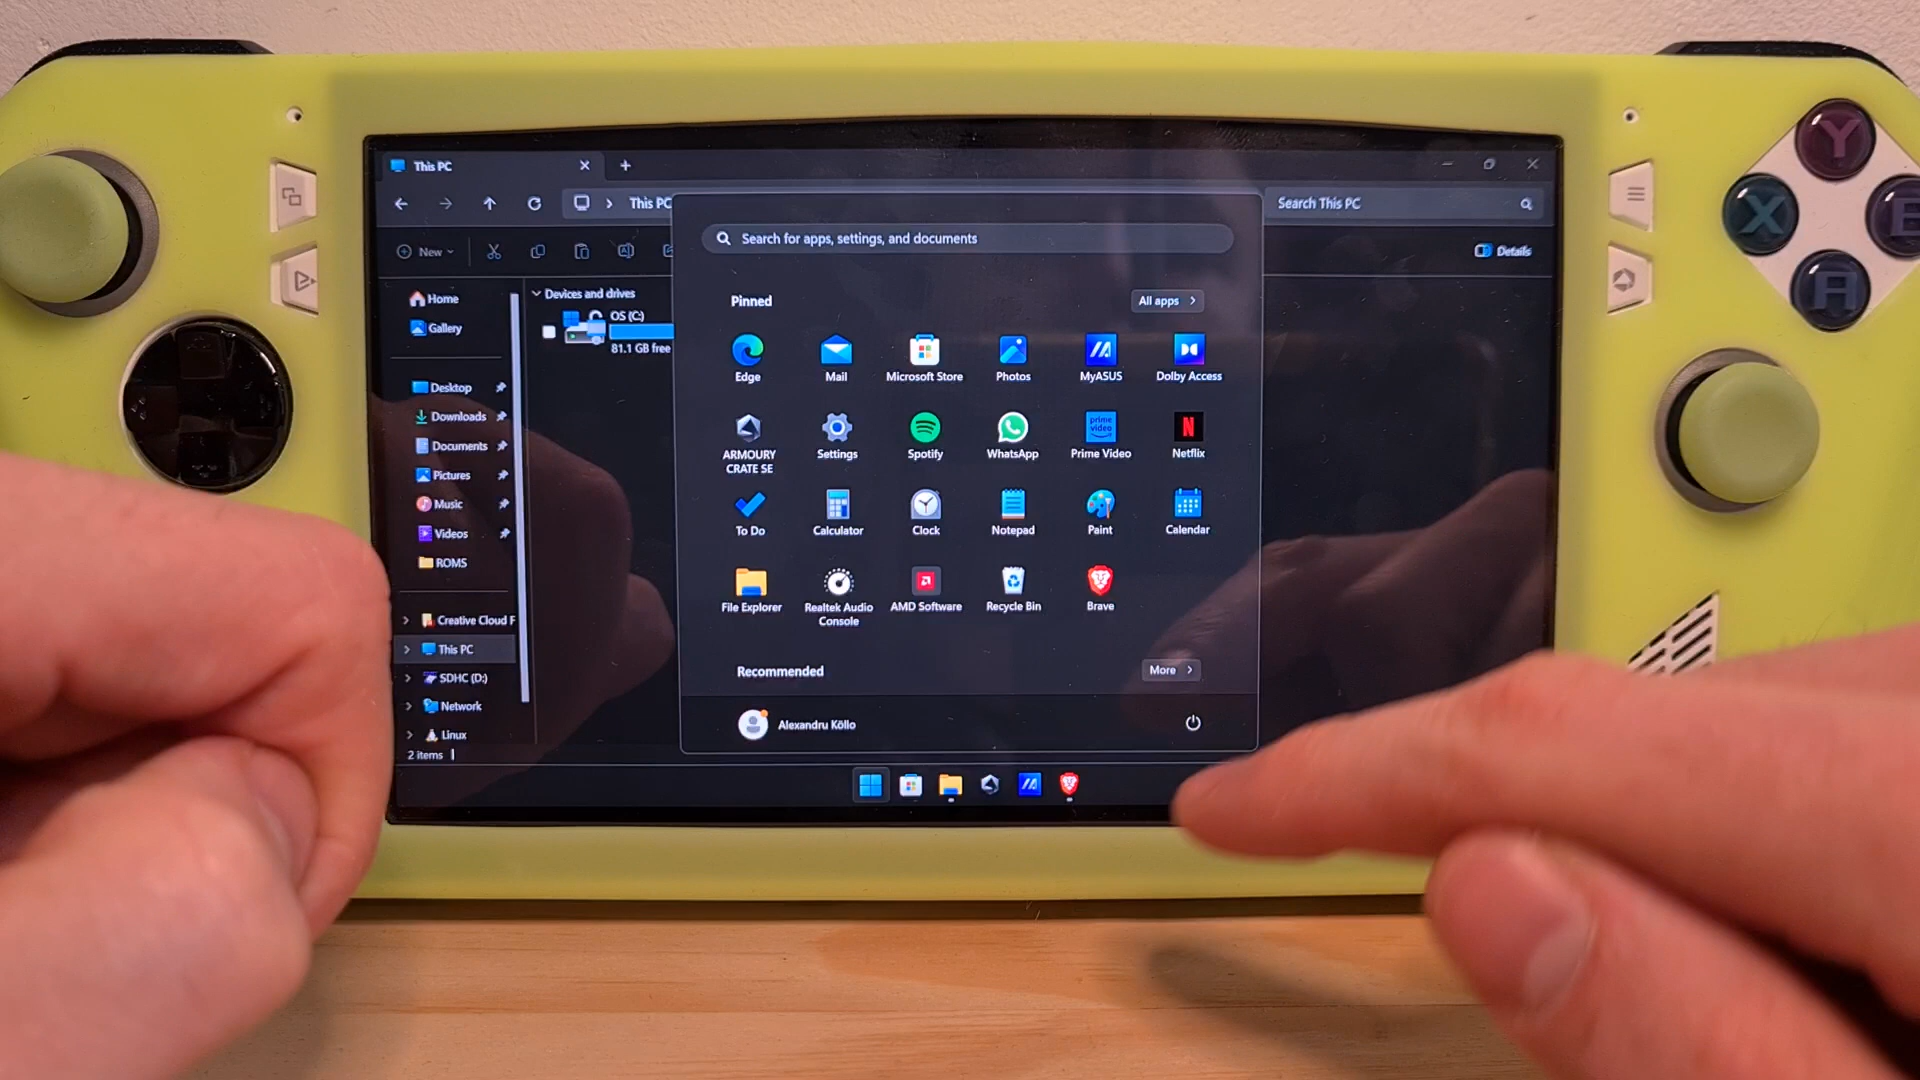 This PC
This PC
Search This PC
New
Details
Home
Gallery
Desktop
Downloads
Documents
Pictures
Music
Videos
ROMS
Creative Cloud F
This PC
SDHC (D:)
Network
Linux
2 items
Devices and drives
OS (C:)
81.1 GB free
Search for apps, settings, and documents
Pinned
All apps
Edge
Mail
Microsoft Store
Photos
MyASUS
Dolby Access
ARMOURY CRATE SE
Settings
Spotify
WhatsApp
prime video
Prime Video
N
Netflix
To Do
Calculator
Clock
Notepad
Paint
Calendar
File Explorer
Realtek Audio Console
AMD Software
Recycle Bin
Brave
Recommended
More
Alexandru Köllo
Y
X
B
A